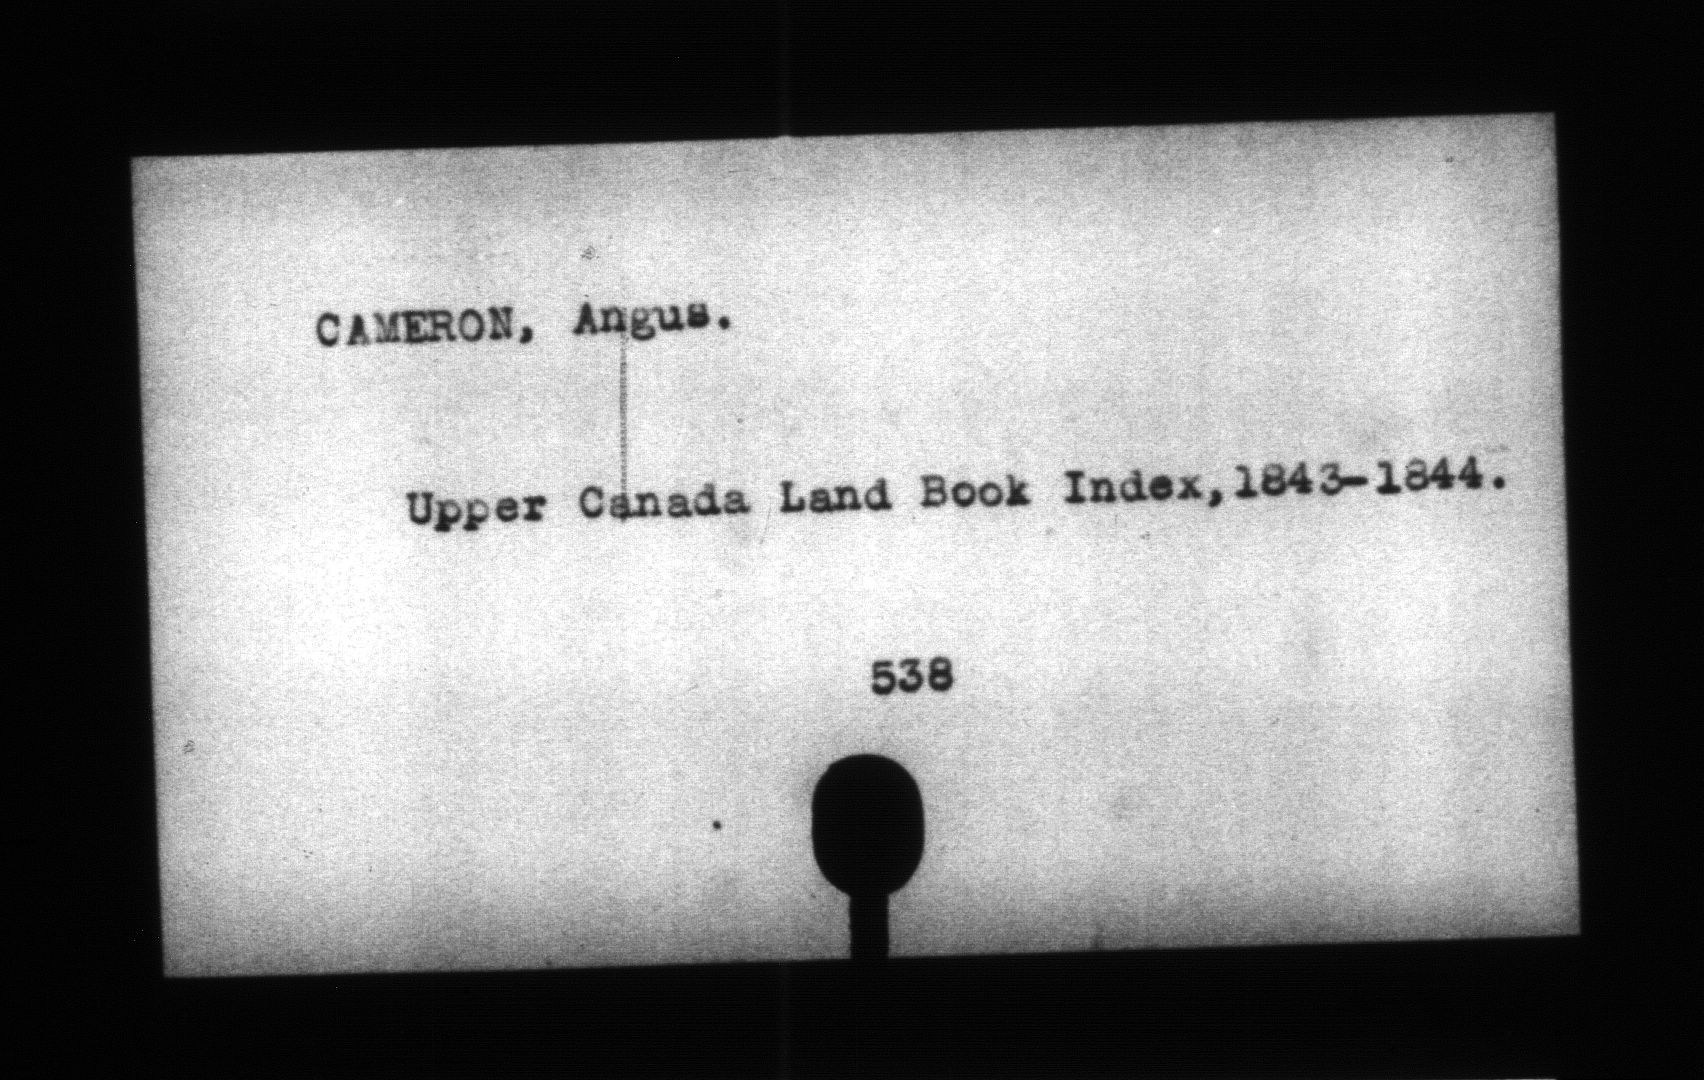 CAMERON, Angus.
Upper Canada Land Book Index,1843-1844.
538